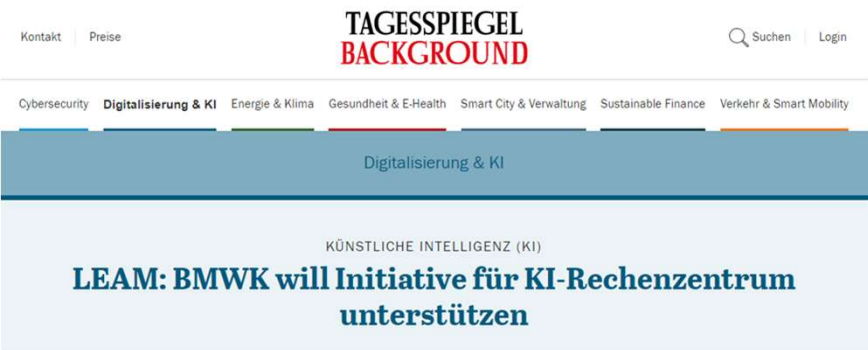 Kontakt Preise
TAGESSPIEGEL
BACKGROUND
Suchen Login
Cybersecurity Digitalisierung & KI Energie & Klima Gesundheit & E-Health Smart City & Verwaltung Sustainable Finance Verkehr & Smart Mobility
Digitalisierung & KI
KÜNSTLICHE INTELLIGENZ (KI)
LEAM: BMWK will Initiative für KI-Rechenzentrum
unterstützen